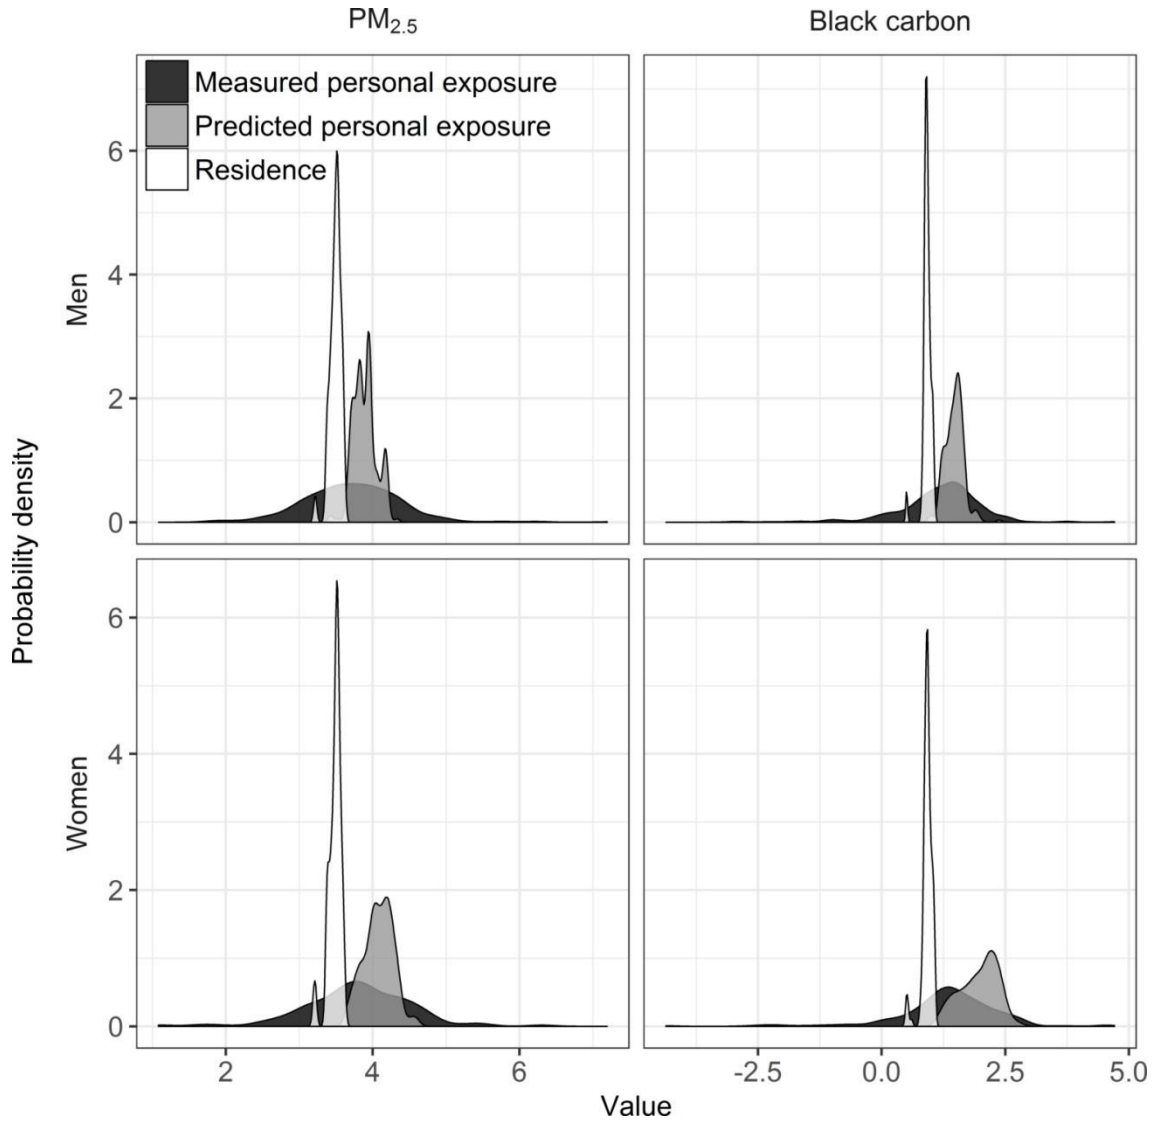 PM2.5
Black carbon
Measured personal exposure
Predicted personal exposure
Residence
Probability density
Men
6
4
2
0
Women
6
4
2
0
2 4 6
-2.5 0.0 2.5 5.0
Value